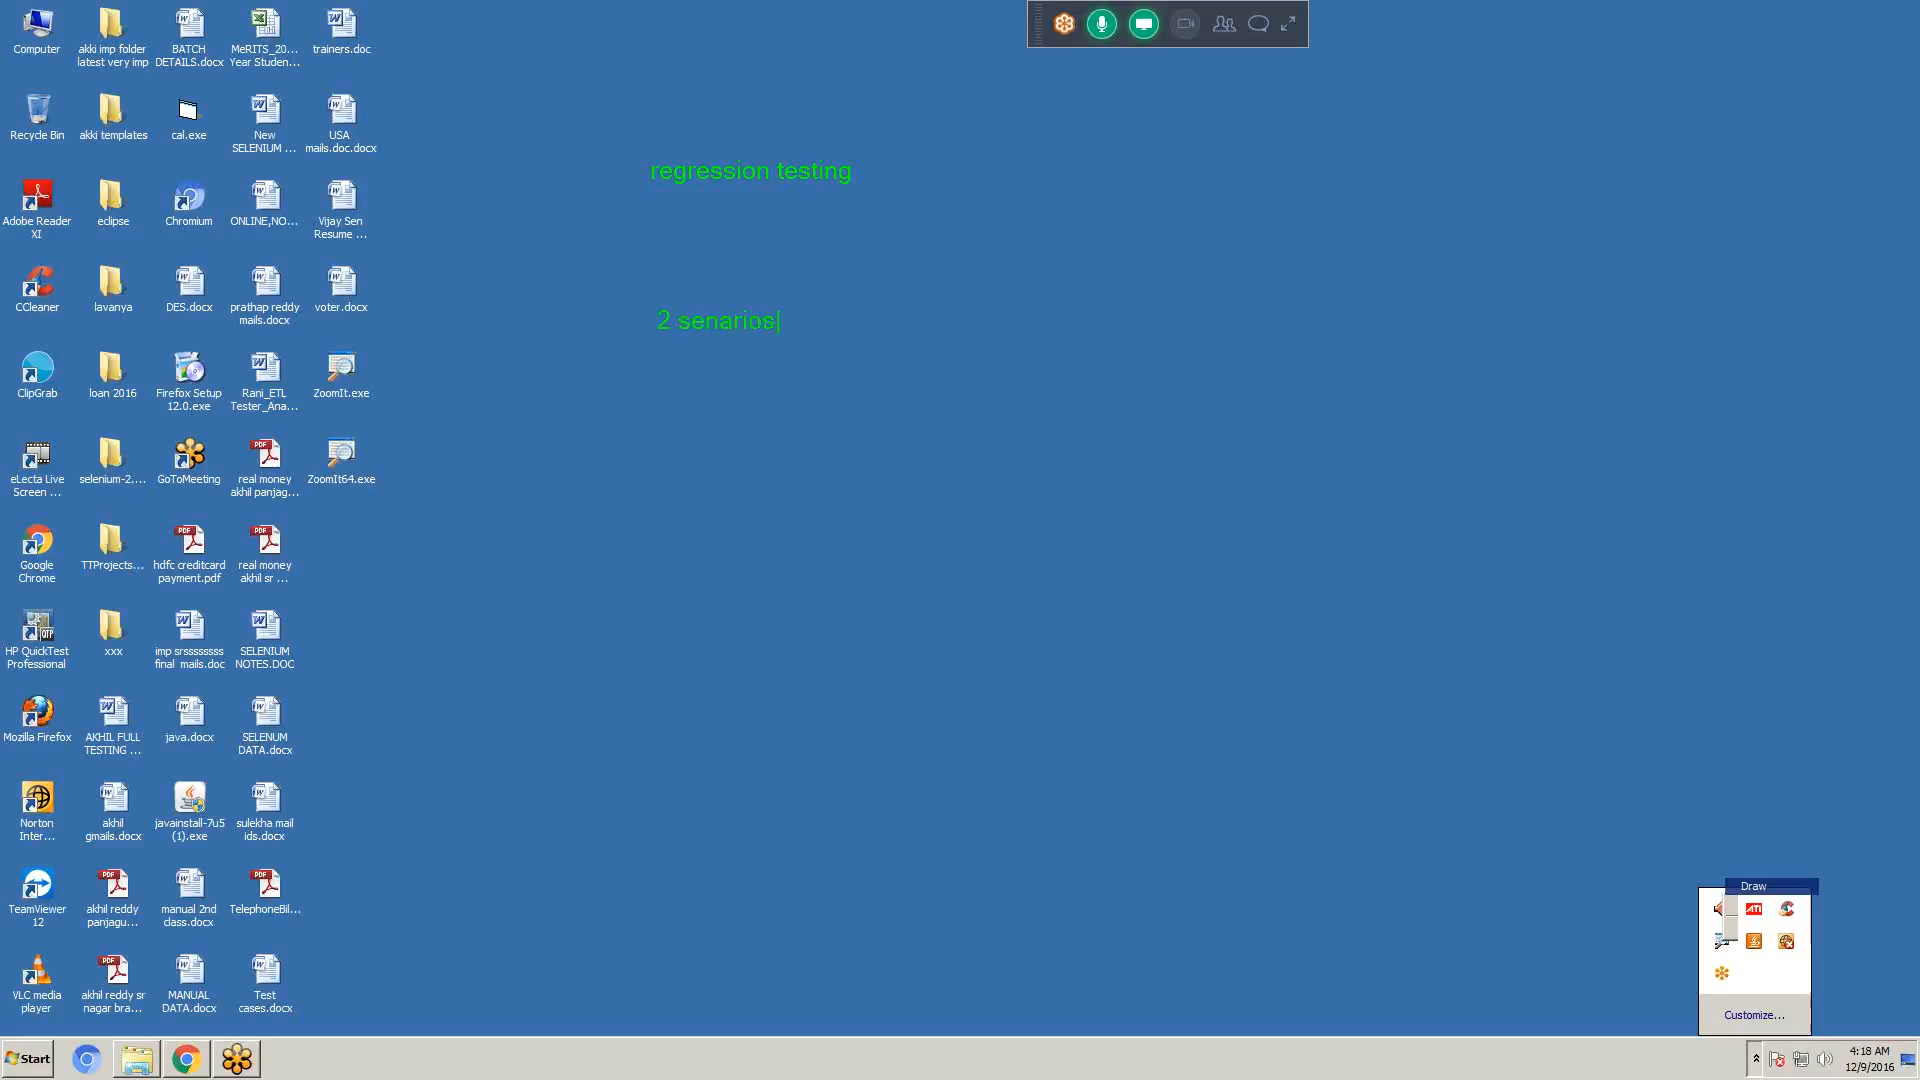 Computer
akki imp folder
latest very imp
BATCH
DETAILS.docx
MeRITS_20...
Year Studen...
trainers.doc
Recycle Bin
akki templates
cal.exe
New
SELENIUM ...
USA
mails.doc.docx
regression testing
Adobe Reader
XI
eclipse
Chromium
ONLINE,NO...
Vijay Sen
Resume ...
CCleaner
lavanya
DES.docx
prathap reddy
mails.docx
voter.docx
2 senarios
ClipGrab
loan 2016
Firefox Setup
12.0.exe
Rani_ETL
Tester_Ana...
ZoomIt.exe
eLecta Live
Screen ...
selenium-2....
GoToMeeting
real money
akhil panjag...
ZoomIt64.exe
Google
Chrome
TTProjects...
hdfc creditcard
payment.pdf
real money
akhil sr ...
HP QuickTest
Professional
xxx
imp srssssssss
final mails.doc
SELENIUM
NOTES.DOC
Mozilla Firefox
AKHIL FULL
TESTING ...
java.docx
SELENUM
DATA.docx
Norton
Inter...
akhil
gmails.docx
javainstall-7u5
(1).exe
sulekha mail
ids.docx
TeamViewer
12
akhil reddy
panjagu...
manual 2nd
class.docx
TelephoneBil...
Draw
ATI
VLC media
player
akhil reddy sr
nagar bra...
MANUAL
DATA.docx
Test
cases.docx
Customize...
Start
4:18 AM
12/9/2016